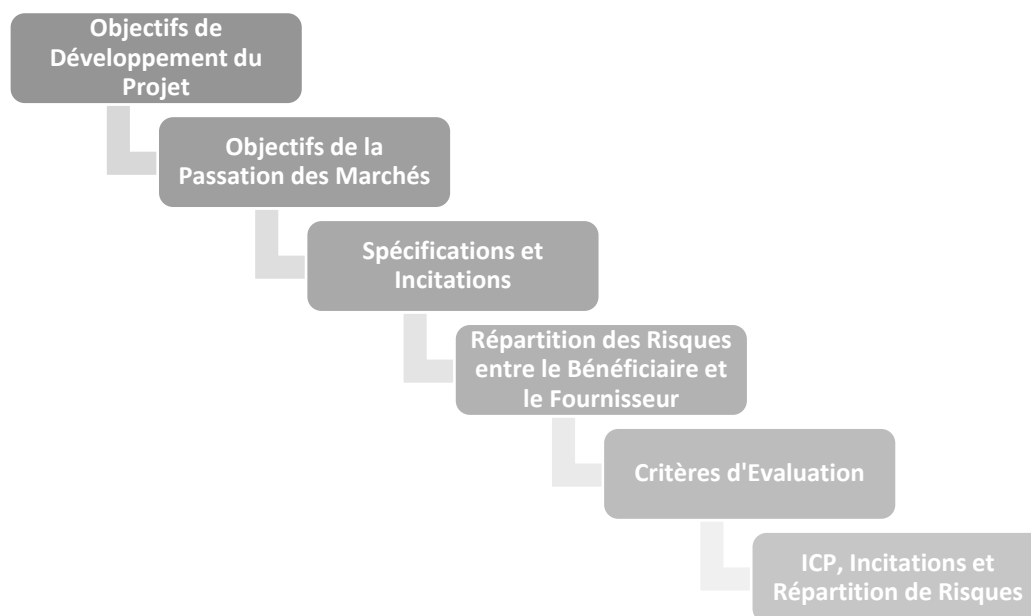 Objectifs de
Développement du
Projet
Objectifs de la
Passation des Marchés
Spécifications et
Incitations
Répartition des Risques
entre le Bénéficiaire et
le Fournisseur
Critères d'Evaluation
ICP, Incitations et
Répartition de Risques